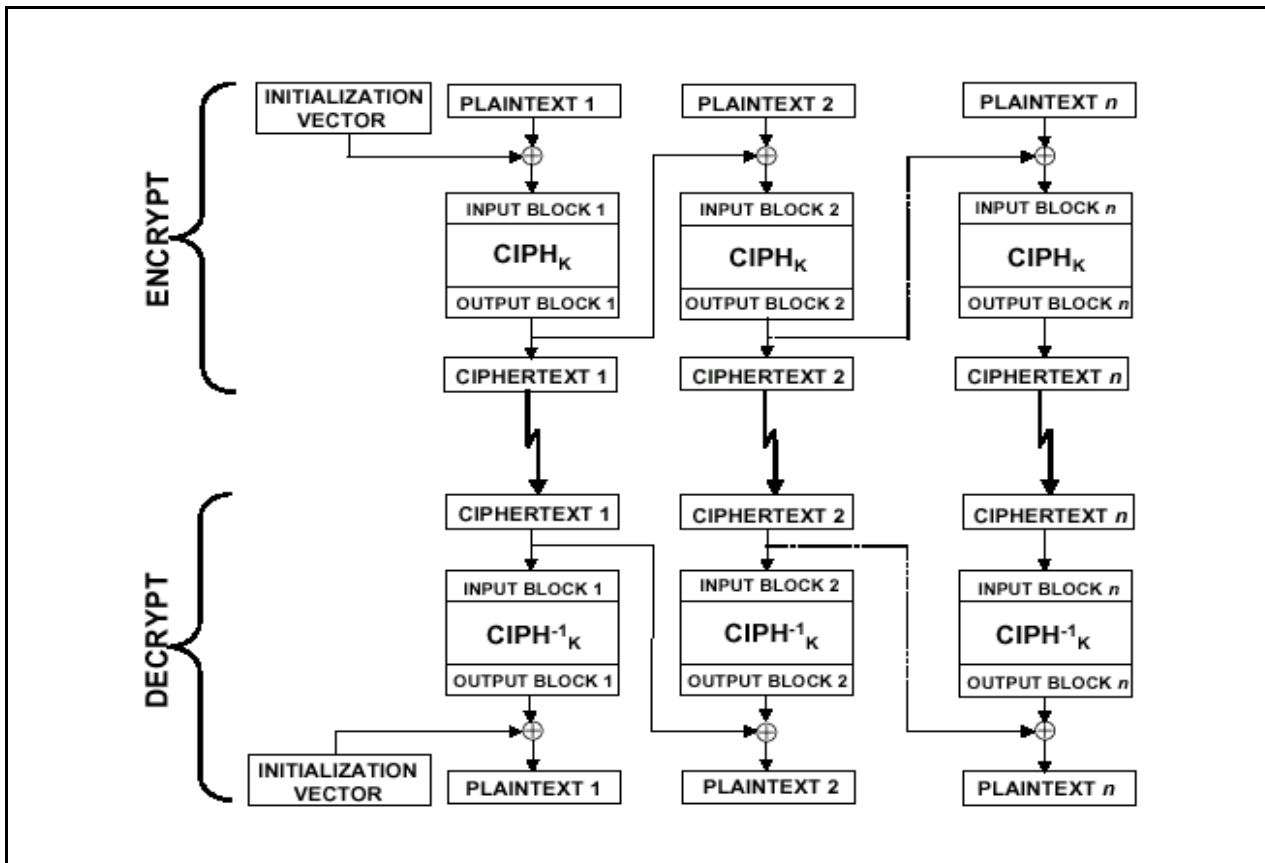 ENCRYPT
INITIALIZATION
VECTOR
PLAINTEXT 1
PLAINTEXT 2
PLAINTEXT n
INPUT BLOCK 1
INPUT BLOCK 2
INPUT BLOCK n
CIPHK
CIPHK
CIPHK
OUTPUT BLOCK 1
OUTPUT BLOCK 2
OUTPUT BLOCK n
CIPHERTEXT 1
CIPHERTEXT 2
CIPHERTEXT n
DECRYPT
CIPHERTEXT 1
CIPHERTEXT 2
CIPHERTEXT n
INPUT BLOCK 1
INPUT BLOCK 2
INPUT BLOCK n
CIPH-1K
CIPH-1K
CIPH-1K
OUTPUT BLOCK 1
OUTPUT BLOCK 2
OUTPUT BLOCK n
INITIALIZATION
VECTOR
PLAINTEXT 1
PLAINTEXT 2
PLAINTEXT n